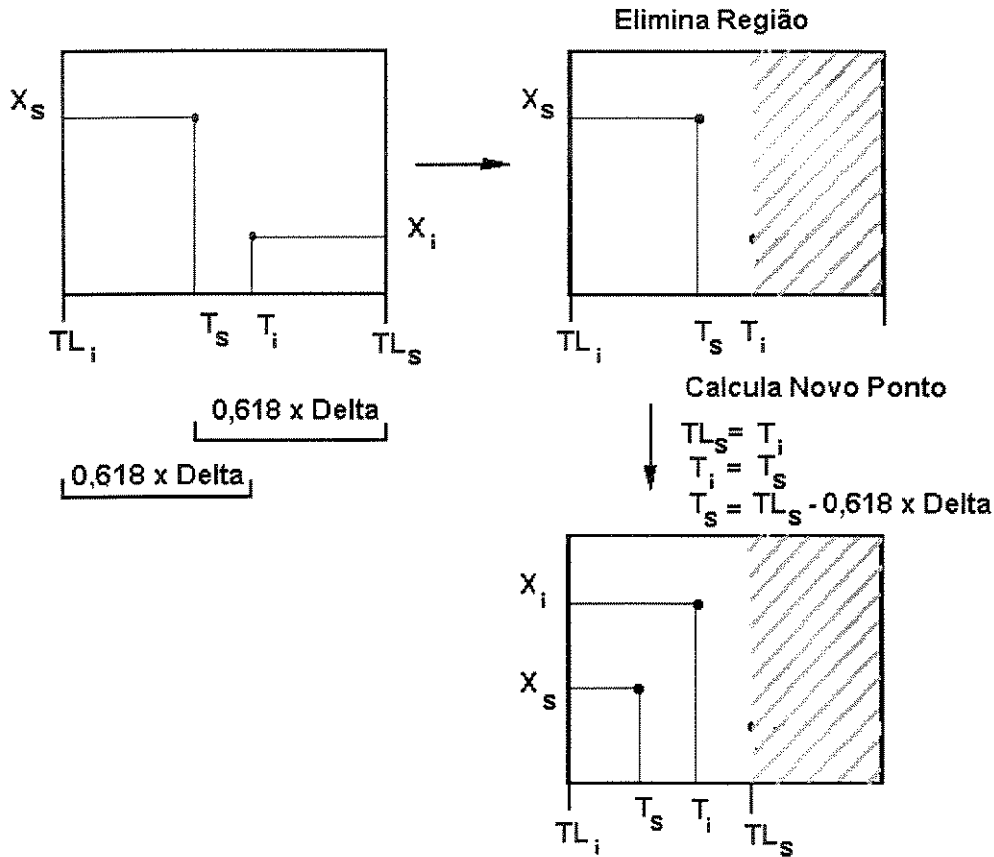 Elimina Região
X_s
X_i
TL_i
T_s
T_i
TL_s
X_s
TL_i
T_s
T_i
0,618 x Delta
0,618 x Delta
Calcula Novo Ponto
TL_s = T_i
T_i = T_s
T_s = TL_s - 0,618 x Delta
X_i
X_s
TL_i
T_s
T_i
TL_s